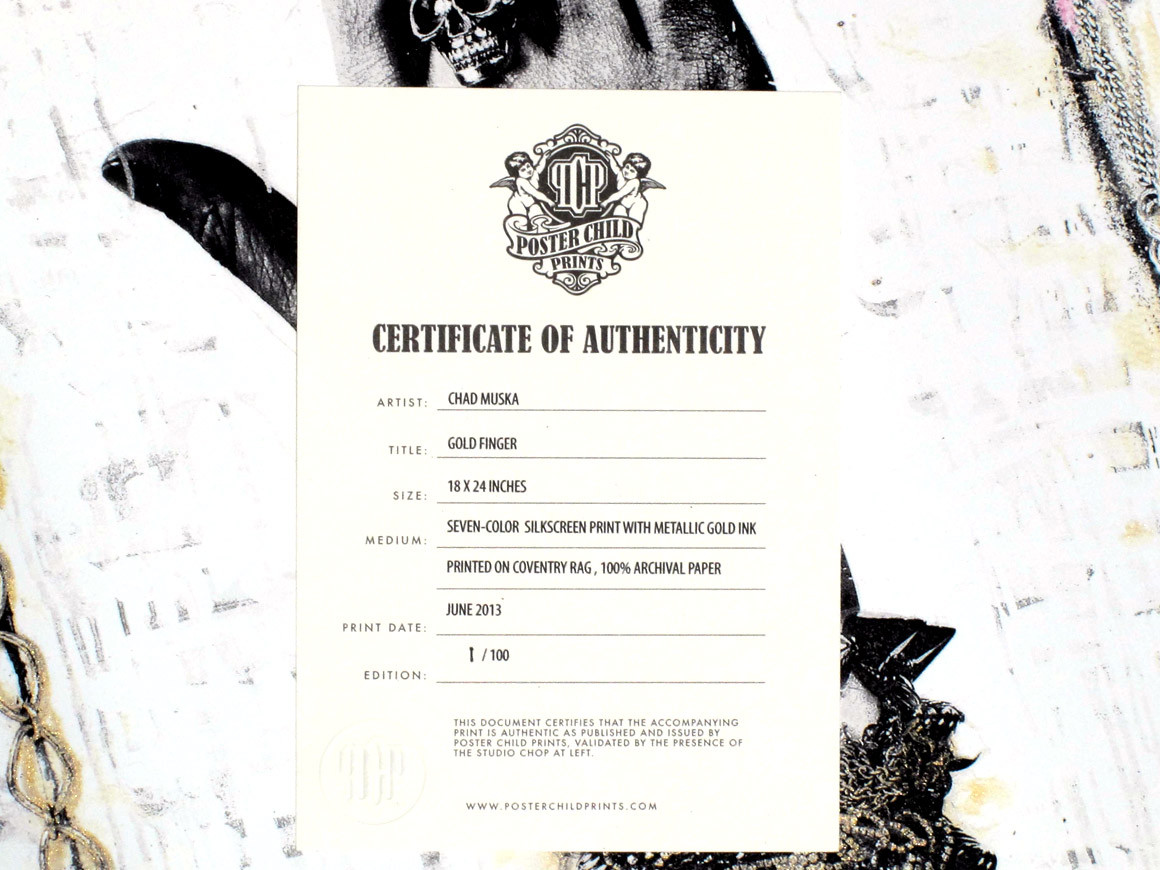 PCP
POSTER CHILD
PRINTS
CERTIFICATE OF AUTHENTICITY
ARTIST: CHAD MUSKA
TITLE: GOLD FINGER
SIZE: 18 X 24 INCHES
MEDIUM: SEVEN-COLOR SILKSCREEN PRINT WITH METALLIC GOLD INK
PRINTED ON COVENTRY RAG , 100% ARCHIVAL PAPER
PRINT DATE: JUNE 2013
EDITION: 1 / 100
THIS DOCUMENT CERTIFIES THAT THE ACCOMPANYING
PRINT IS AUTHENTIC AS PUBLISHED AND ISSUED BY
POSTER CHILD PRINTS, VALIDATED BY THE PRESENCE OF
THE STUDIO CHOP AT LEFT.
PCP
WWW.POSTERCHILDPRINTS.COM